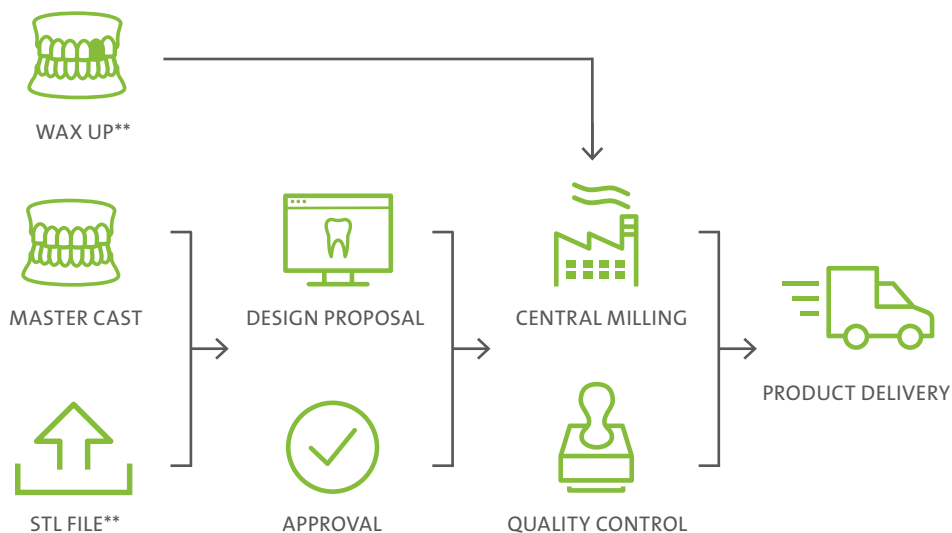 WAX UP**
MASTER CAST
DESIGN PROPOSAL
CENTRAL MILLING
PRODUCT DELIVERY
STL FILE**
APPROVAL
QUALITY CONTROL